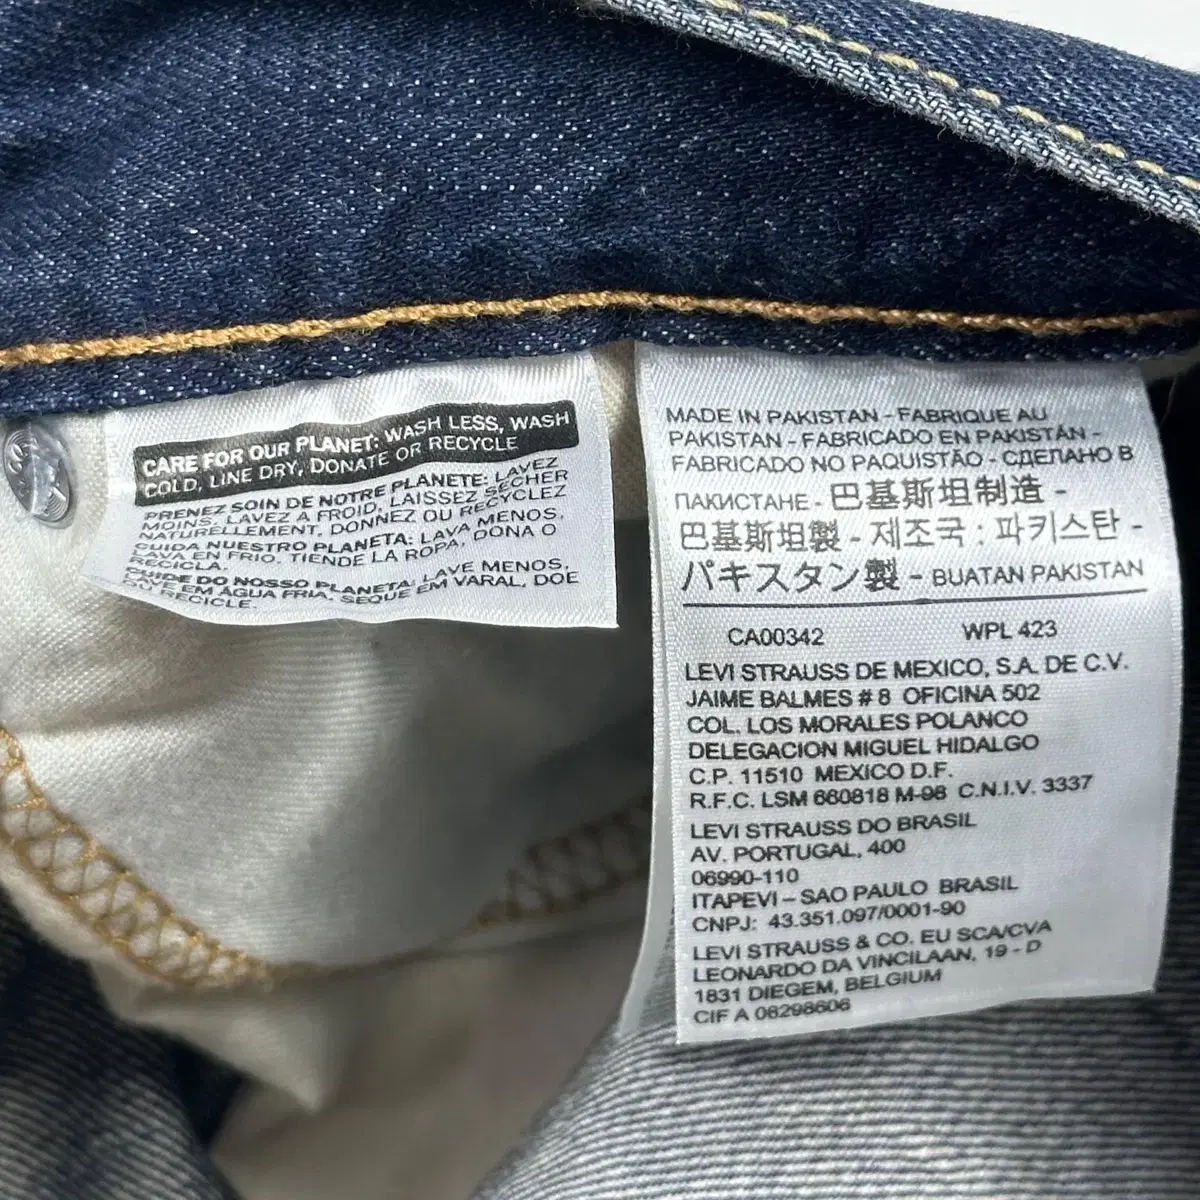 CARE FOR OUR PLANET: WASH LESS, WASH
COLD, LINE DRY, DONATE OR RECYCLE
PRENEZ SOIN DE NOTRE PLANETE: LAVEZ
MOINS, LAVEZ A FROID, LAISSEZ SECHER
NATURELLEMENT, DONNEZ OU RECYCLEZ
CUIDA NUESTRO PLANETA: LAVA MENOS,
LAVA EN FRIO, TIENDE LA ROPA, DONA O
RECICLA.
CUIDE DO NOSSO PLANETA: LAVE MENOS,
LAVE EM AGUA FRIA, SEQUE EM VARAL, DOE
OU RECICLE.
MADE IN PAKISTAN - FABRIQUE AU
PAKISTAN - FABRICADO EN PAKISTÁN -
FABRICADO NO PAQUISTÃO - СДЕЛАНО В
ПАКИСТАНЕ - 巴基斯坦制造 -
巴基斯坦製 - 제조국 : 파키스탄 -
パキスタン製 - BUATAN PAKISTAN
CA00342 WPL 423
LEVI STRAUSS DE MEXICO, S.A. DE C.V.
JAIME BALMES # 8 OFICINA 502
COL. LOS MORALES POLANCO
DELEGACION MIGUEL HIDALGO
C.P. 11510 MEXICO D.F.
R.F.C. LSM 660818 M-98 C.N.I.V. 3337
LEVI STRAUSS DO BRASIL
AV. PORTUGAL, 400
06990-110
ITAPEVI – SAO PAULO BRASIL
CNPJ: 43.351.097/0001-90
LEVI STRAUSS & CO. EU SCA/CVA
LEONARDO DA VINCILAAN, 19 - D
1831 DIEGEM, BELGIUM
CIF A 08298606